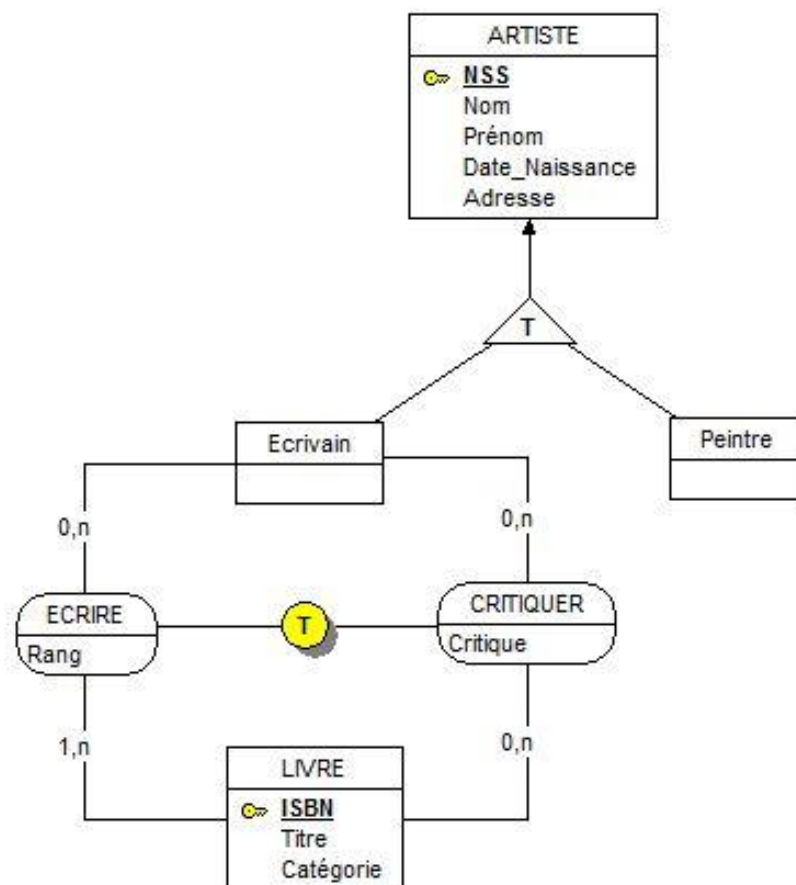 ARTISTE
NSS
Nom
Prénom
Date_Naissance
Adresse
T
Ecrivain
Peintre
0,n
0,n
ECRIRE
Rang
T
CRITIQUER
Critique
1,n
0,n
LIVRE
ISBN
Titre
Catégorie